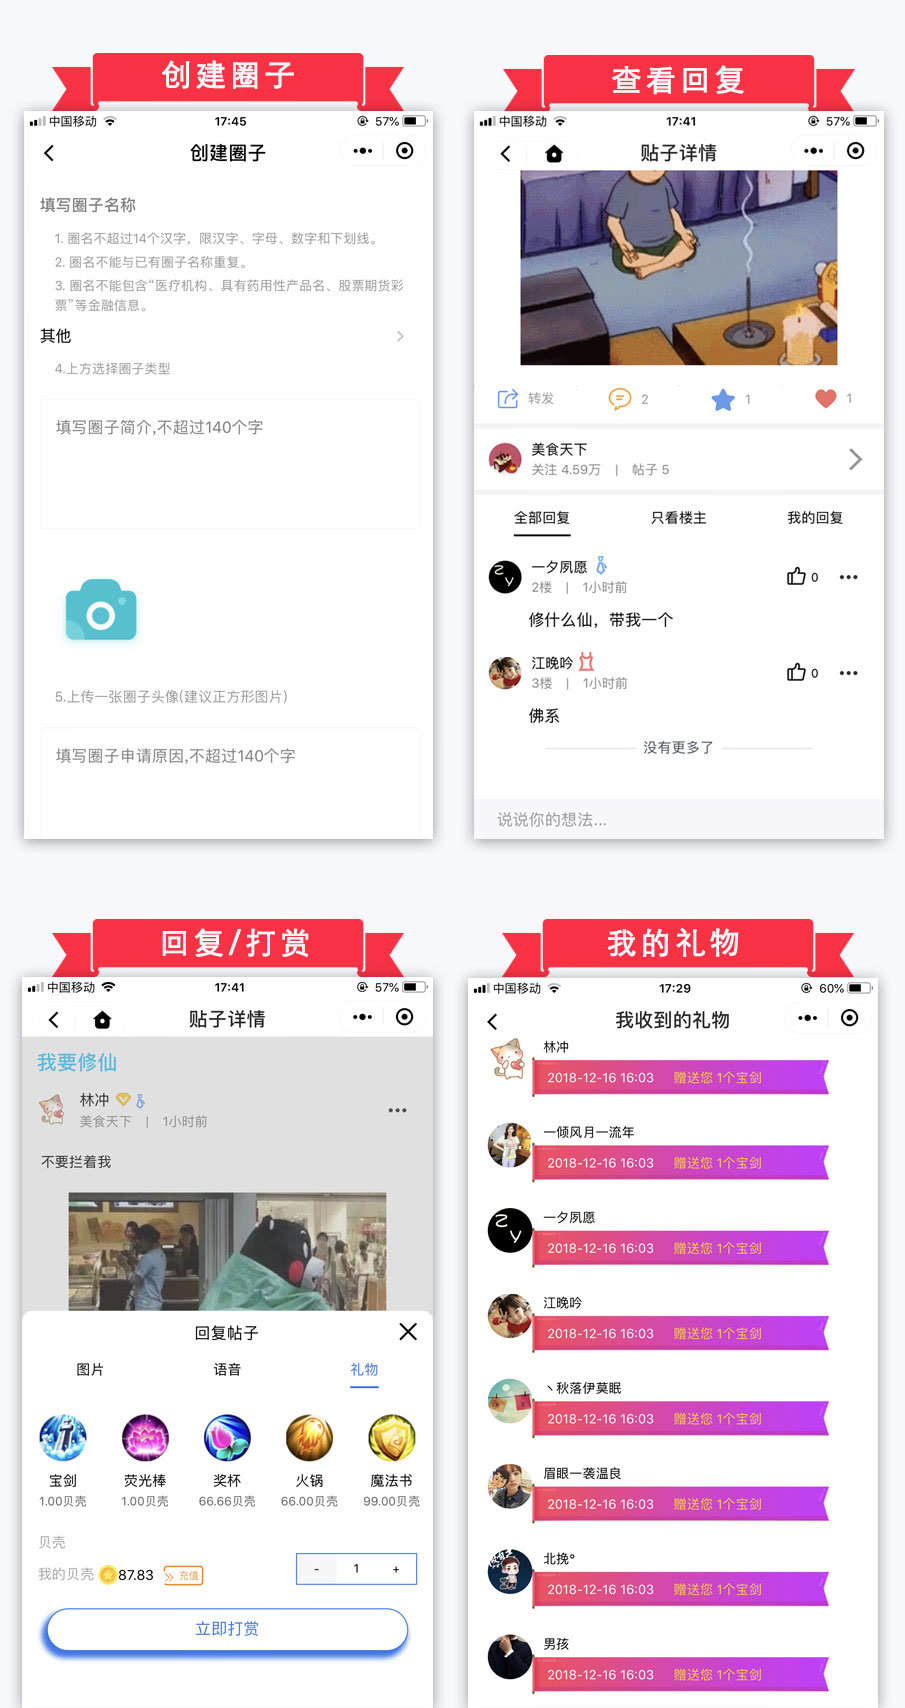 创建圈子
中国移动
17:45
57%
创建圈子
填写圈子名称
1. 圈名不超过14个汉字，限汉字、字母、数字和下划线。
2. 圈名不能与已有圈子名称重复。
3. 圈名不能包含“医疗机构、具有药用性产品名、股票期货彩
票”等金融信息。
其他
4.上方选择圈子类型
填写圈子简介,不超过140个字
5.上传一张圈子头像(建议正方形图片)
填写圈子申请原因,不超过140个字
查看回复
中国移动
17:41
57%
贴子详情
转发
2
1
1
美食天下
关注 4.59万 | 帖子 5
全部回复
只看楼主
我的回复
一夕夙愿
2楼 | 1小时前
0
修什么仙，带我一个
江晚吟
3楼 | 1小时前
0
佛系
没有更多了
说说你的想法...
回复/打赏
中国移动
17:41
57%
贴子详情
我要修仙
林冲
美食天下 | 1小时前
不要拦着我
回复帖子
图片
语音
礼物
宝剑
荧光棒
奖杯
火锅
魔法书
1.00贝壳
1.00贝壳
66.66贝壳
66.00贝壳
99.00贝壳
贝壳
我的贝壳 87.83 充值
- 1 +
立即打赏
我的礼物
中国移动
17:29
60%
我收到的礼物
林冲
2018-12-16 16:03 赠送您 1个宝剑
一倾风月一流年
2018-12-16 16:03 赠送您 1个宝剑
一夕夙愿
2018-12-16 16:03 赠送您 1个宝剑
江晚吟
2018-12-16 16:03 赠送您 1个宝剑
丶秋落伊莫眠
2018-12-16 16:03 赠送您 1个宝剑
眉眼一袭温良
2018-12-16 16:03 赠送您 1个宝剑
北挽°
2018-12-16 16:03 赠送您 1个宝剑
男孩
2018-12-16 16:03 赠送您 1个宝剑